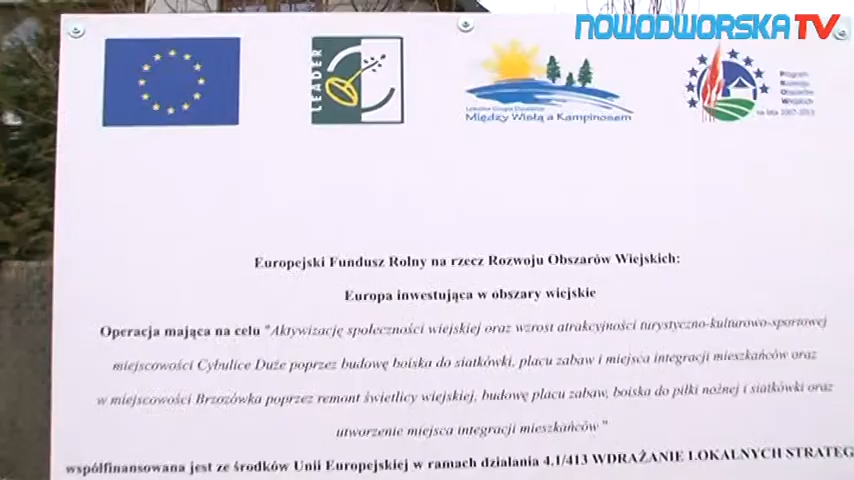 NOWODWORSKA TV
LEADER
Lokalna Grupa Działania
Między Wisłą a Kampinosem
Program
Rozwoju
Obszarów
Wiejskich
na lata 2007-2013
Europejski Fundusz Rolny na rzecz Rozwoju Obszarów Wiejskich:
Europa inwestująca w obszary wiejskie
Operacja mająca na celu "Aktywizację społeczności wiejskiej oraz wzrost atrakcyjności turystyczno-kulturowo-sportowej
miejscowości Cybulice Duże poprzez budowę boiska do siatkówki, placu zabaw i miejsca integracji mieszkańców oraz
w miejscowości Brzozówka poprzez remont świetlicy wiejskiej, budowę placu zabaw, boiska do piłki nożnej i siatkówki oraz
utworzenie miejsca integracji mieszkańców"
współfinansowana jest ze środków Unii Europejskiej w ramach działania 4.1/413 WDRAŻANIE LOKALNYCH STRATEG